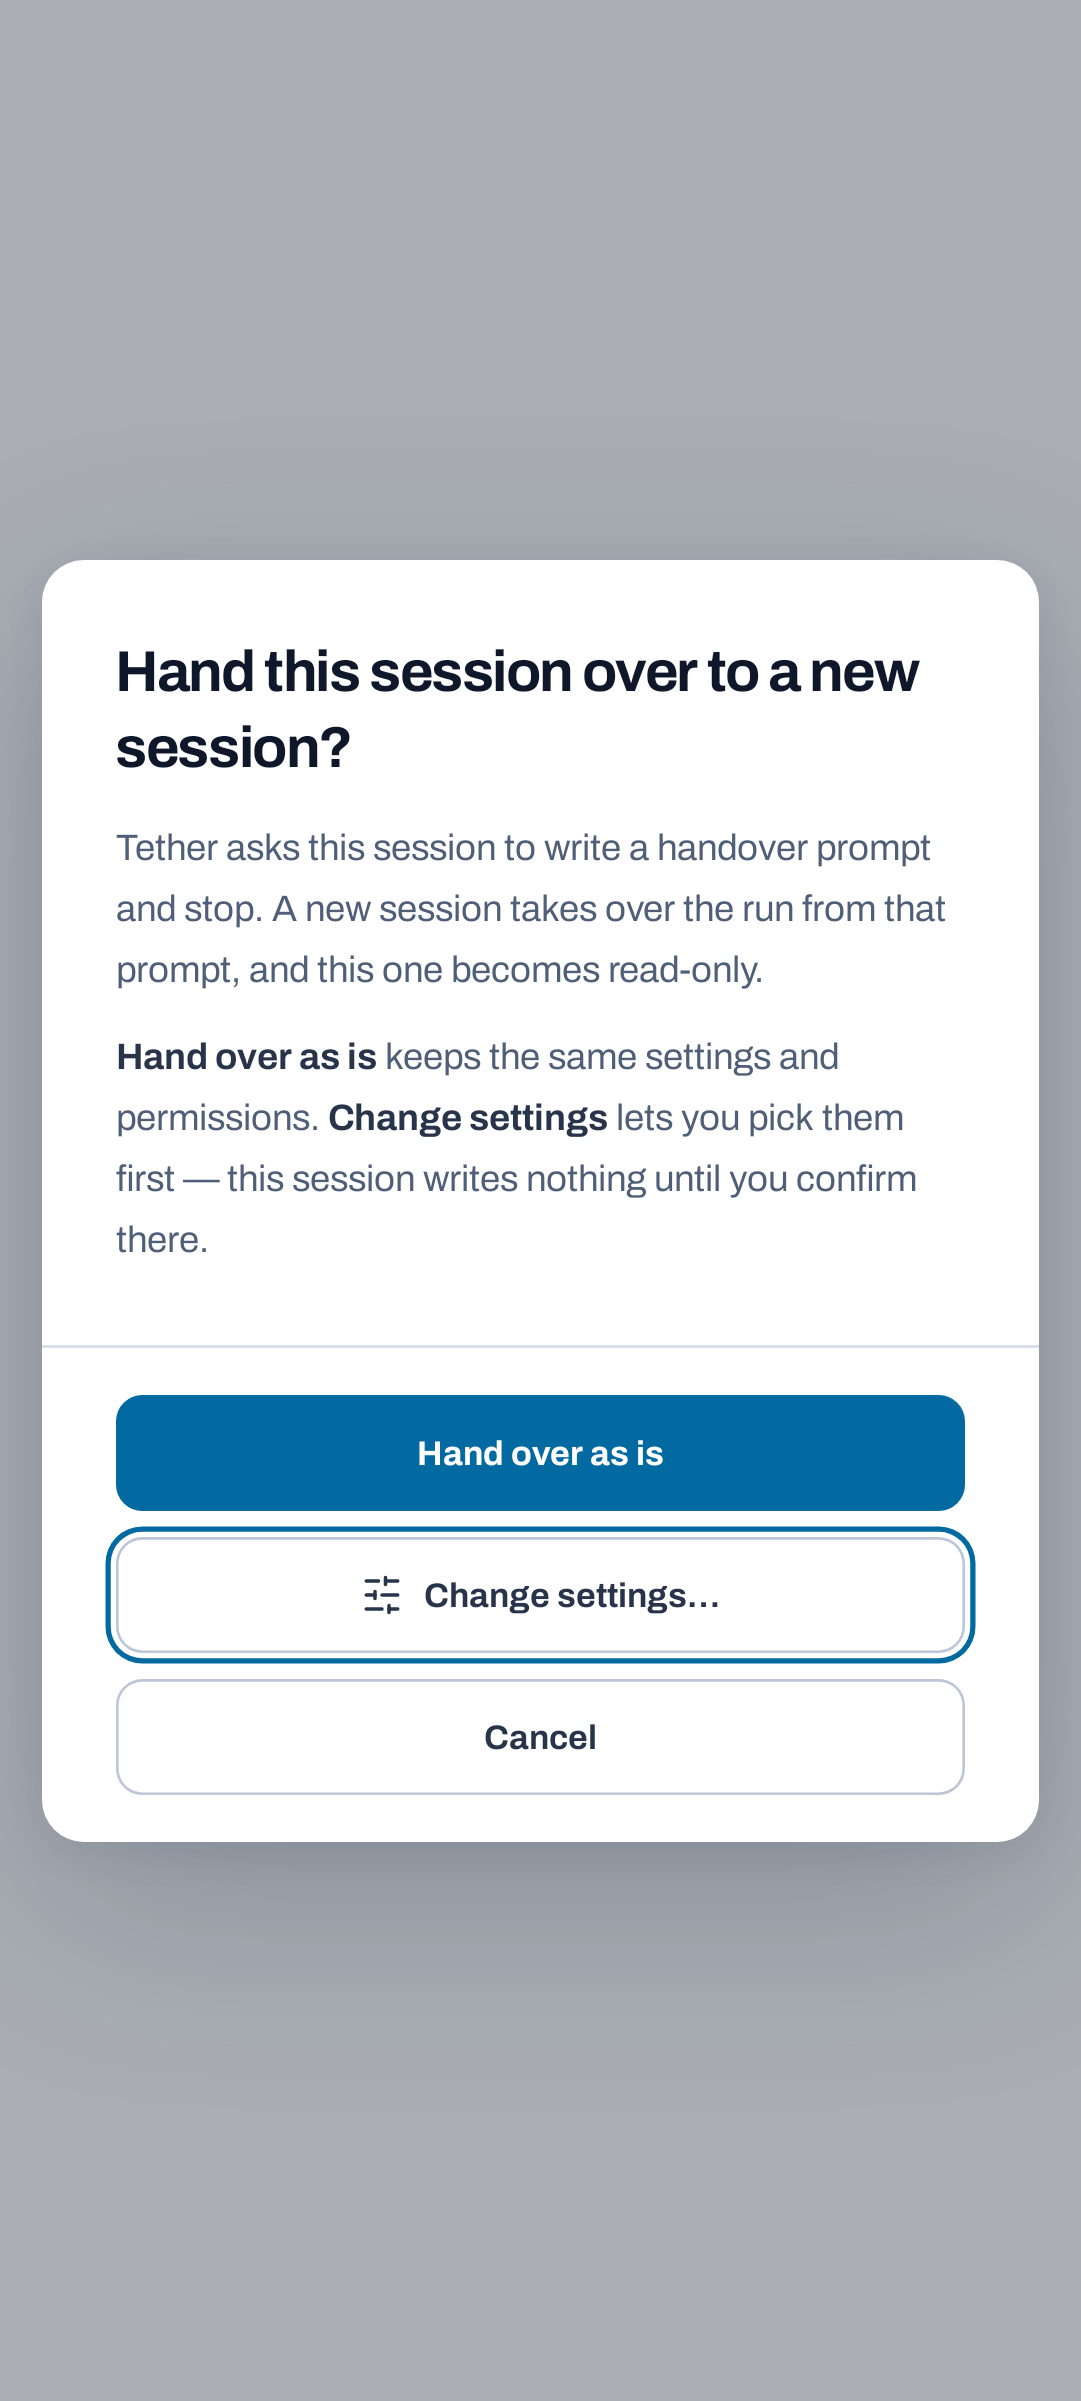 Hand this session over to a new
session?
Tether asks this session to write a handover prompt
and stop. A new session takes over the run from that
prompt, and this one becomes read-only.
Hand over as is keeps the same settings and
permissions. Change settings lets you pick them
first — this session writes nothing until you confirm
there.
Hand over as is
Change settings…
Cancel